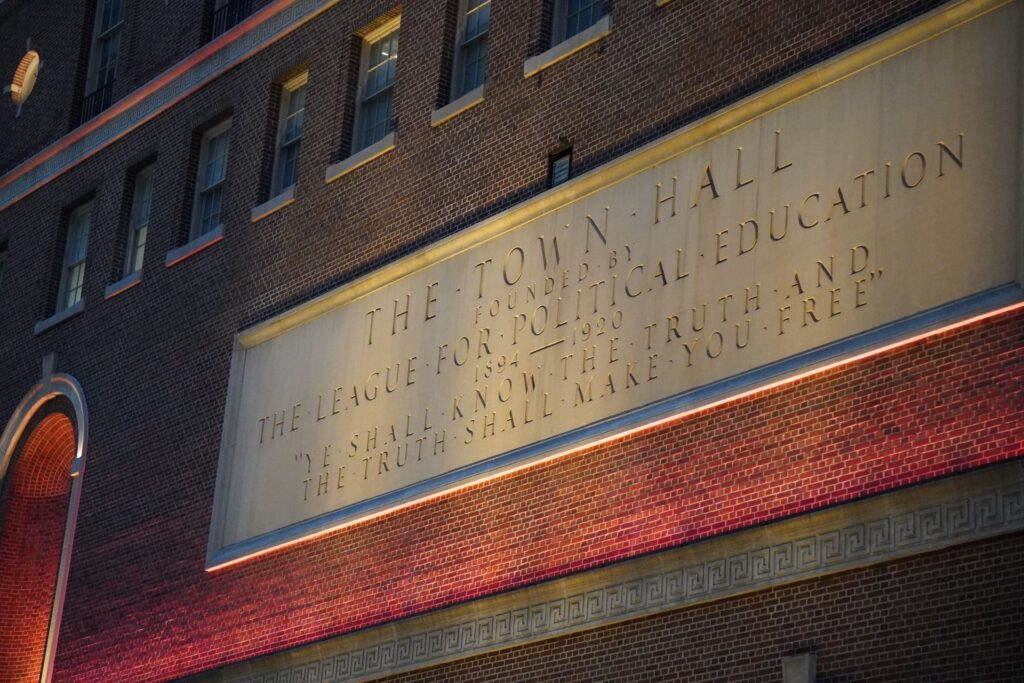 THE · TOWN · HALL
FOUNDED · BY
THE · LEAGUE · FOR · POLITICAL · EDUCATION
1894 — 1920
"YE · SHALL · KNOW · THE · TRUTH · AND
THE · TRUTH · SHALL · MAKE · YOU · FREE"